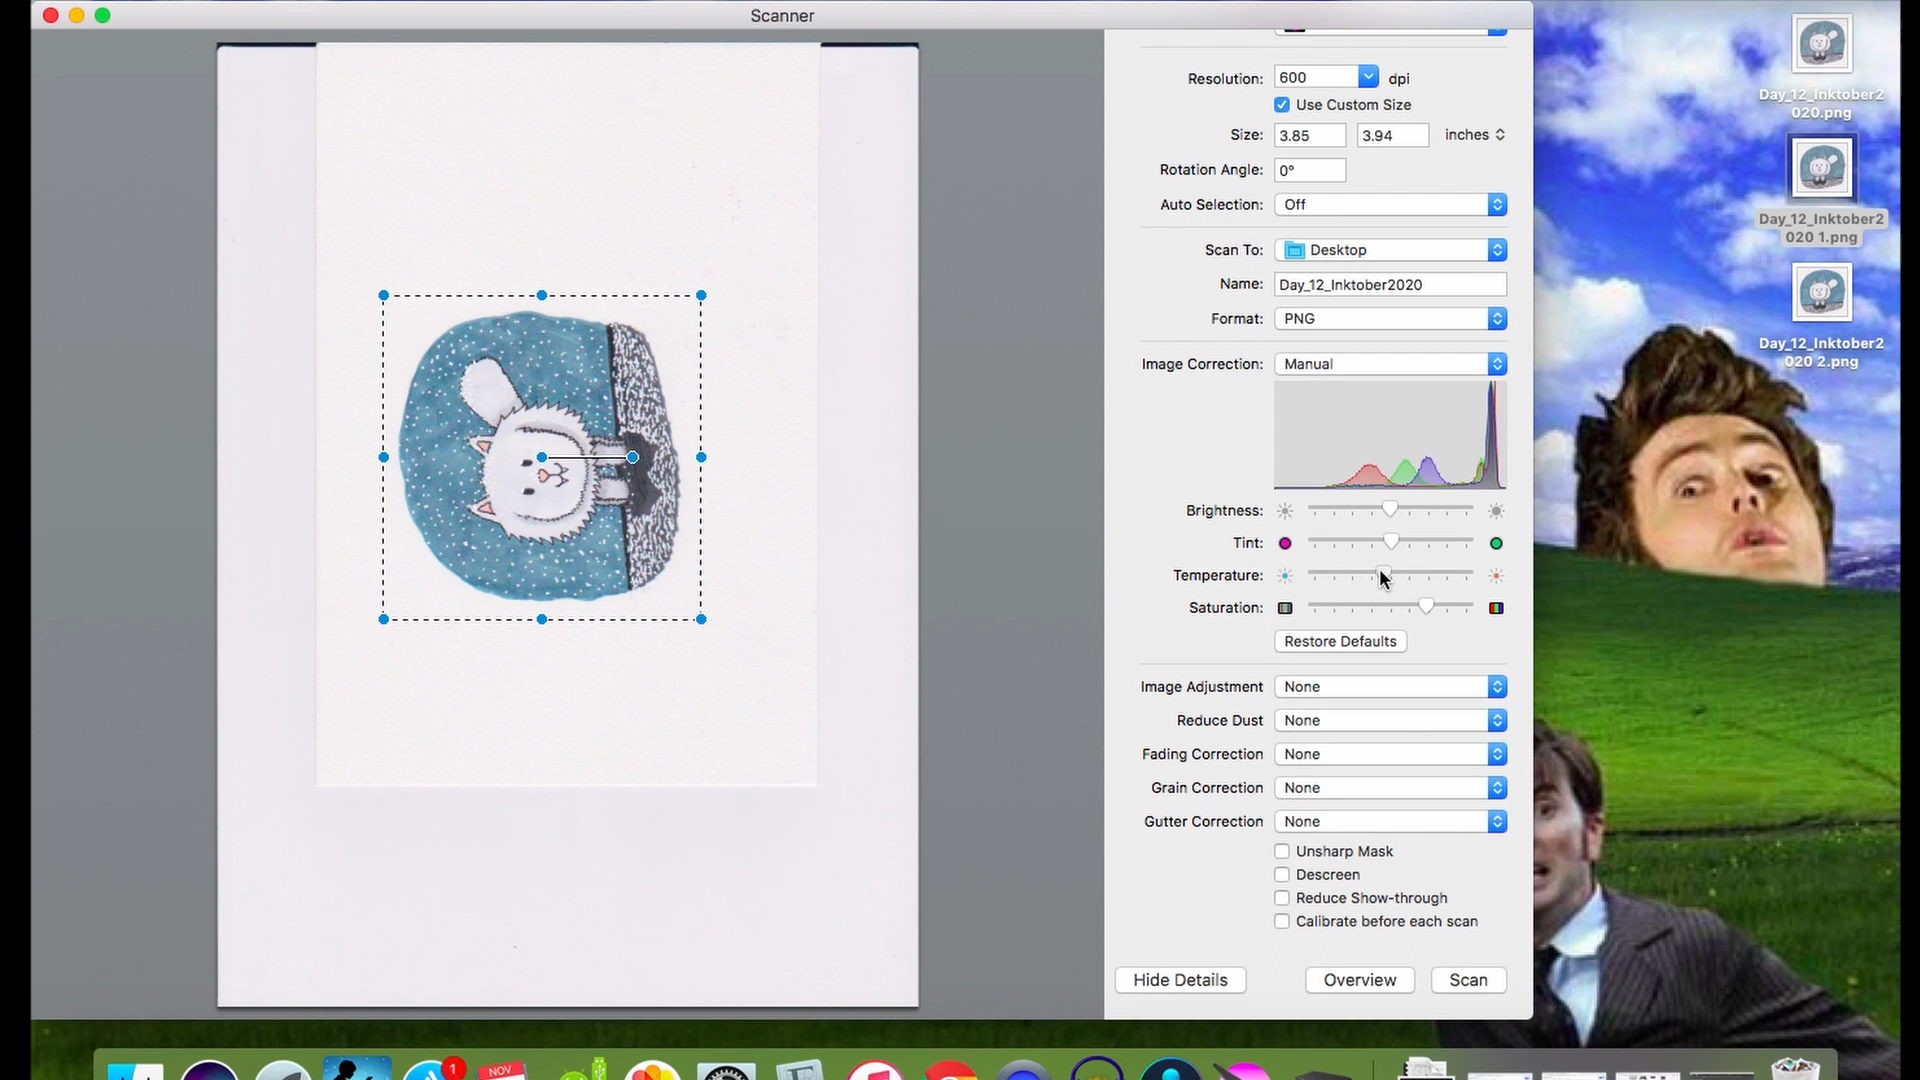 Scanner
Resolution: 600 dpi
Use Custom Size
Size: 3.85 3.94 inches
Rotation Angle: 0°
Auto Selection: Off
Scan To: Desktop
Name: Day_12_Inktober2020
Format: PNG
Image Correction: Manual
Brightness:
Tint:
Temperature:
Saturation:
Restore Defaults
Image Adjustment None
Reduce Dust None
Fading Correction None
Grain Correction None
Gutter Correction None
Unsharp Mask
Descreen
Reduce Show-through
Calibrate before each scan
Hide Details Overview Scan
Day_12_Inktober2
020.png
Day_12_Inktober2
020 1.png
Day_12_Inktober2
020 2.png
1
NOV